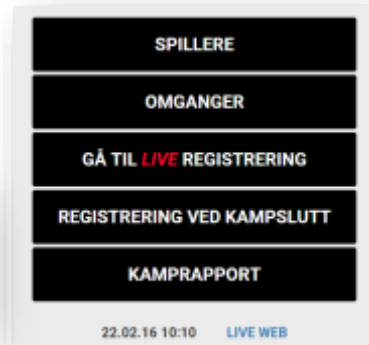 SPILLERE
OMGANGER
GÅ TIL LIVE REGISTRERING
REGISTRERING VED KAMPSLUTT
KAMPRAPPORT
22.02.16 10:10 LIVE WEB